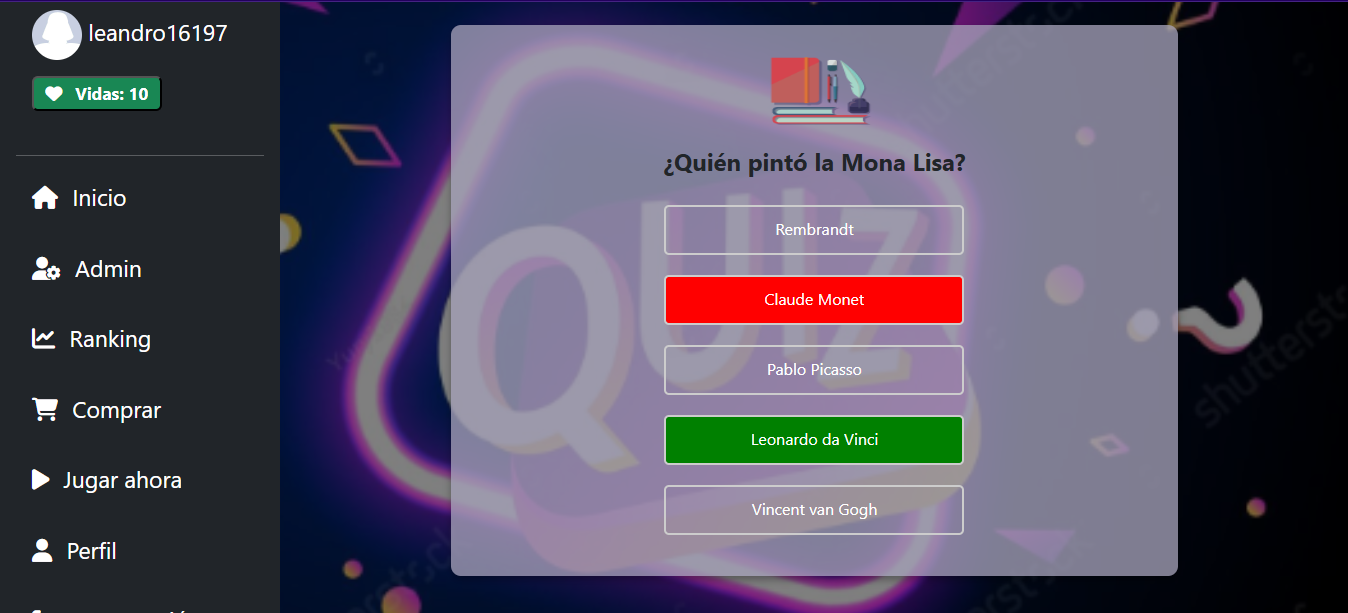 leandro16197
Vidas: 10
Inicio
Admin
Ranking
Comprar
Jugar ahora
Perfil
¿Quién pintó la Mona Lisa?
Rembrandt
Claude Monet
Pablo Picasso
Leonardo da Vinci
Vincent van Gogh
QUIZ
shutterstock